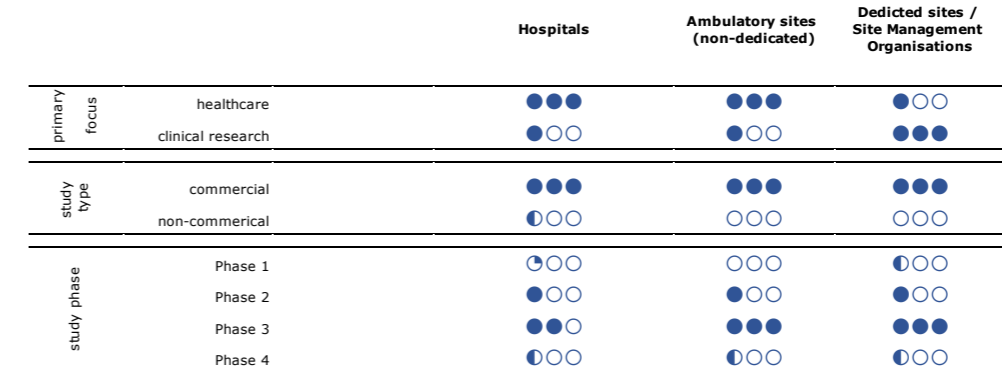 Hospitals
Ambulatory sites
(non-dedicated)
Dedicted sites /
Site Management
Organisations
primary
focus
healthcare
clinical research
study
type
commercial
non-commerical
study phase
Phase 1
Phase 2
Phase 3
Phase 4